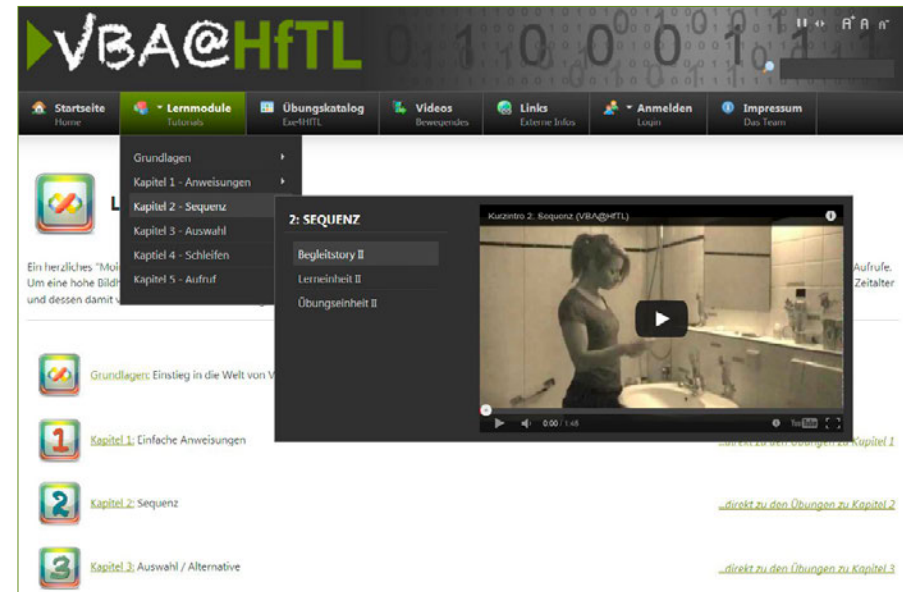 VBA@HfTL
A+ A A-
Startseite
Home
Lernmodule
Tutorials
Übungskatalog
Exe4HfTL
Videos
Bewegendes
Links
Externe Infos
Anmelden
Login
Impressum
Das Team
Grundlagen
Kapitel 1 - Anweisungen
Kapitel 2 - Sequenz
Kapitel 3 - Auswahl
Kaptiel 4 - Schleifen
Kapitel 5 - Aufruf
2: SEQUENZ
Begleitstory II
Lerneinheit II
Übungseinheit II
Kurzintro 2: Sequenz (VBA@HfTL)
0:00 / 1:48
YouTube
L
Ein herzliches "Moi Aufrufe.
Um eine hohe Bildh Zeitalter
und dessen damit v
Grundlagen: Einstieg in die Welt von V
1
Kapitel 1: Einfache Anweisungen
...direkt zu den Übungen zu Kapitel 1
2
Kapitel 2: Sequenz
...direkt zu den Übungen zu Kapitel 2
3
Kapitel 3: Auswahl / Alternative
...direkt zu den Übungen zu Kapitel 3